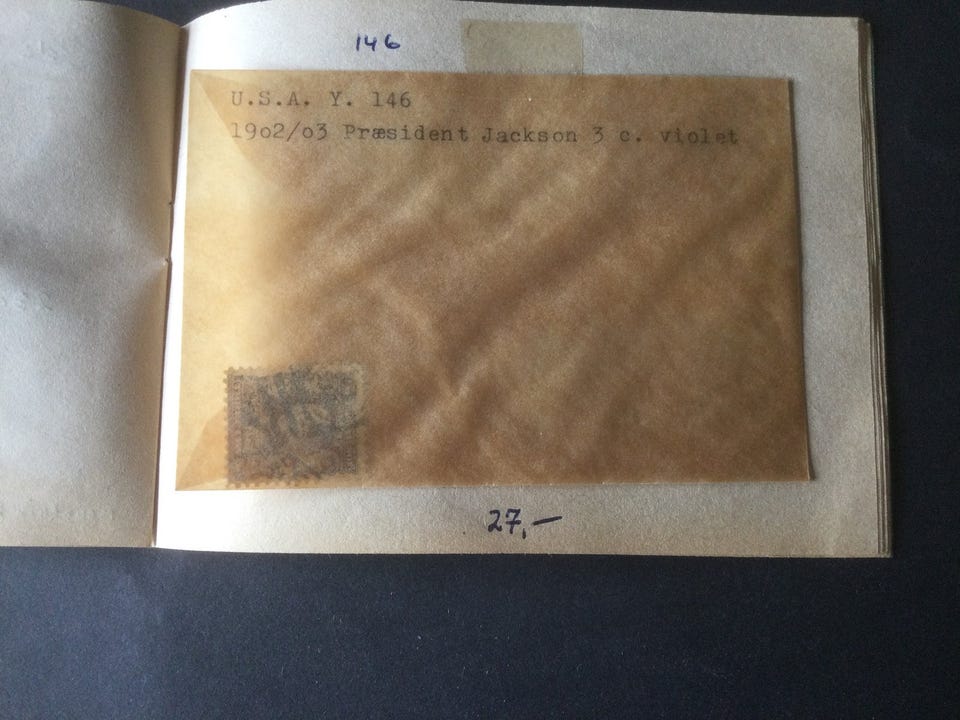 146
U.S.A. Y. 146
19o2/o3 Præsident Jackson 3 c. violet
27,—